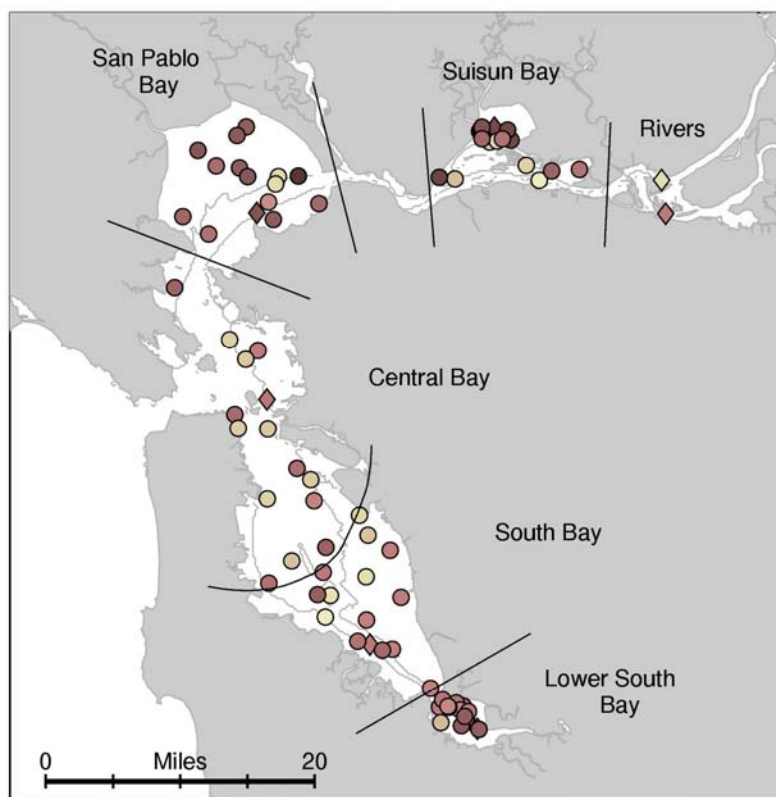 San Pablo
Bay
Suisun Bay
Rivers
Central Bay
South Bay
Lower South
Bay
0 Miles 20